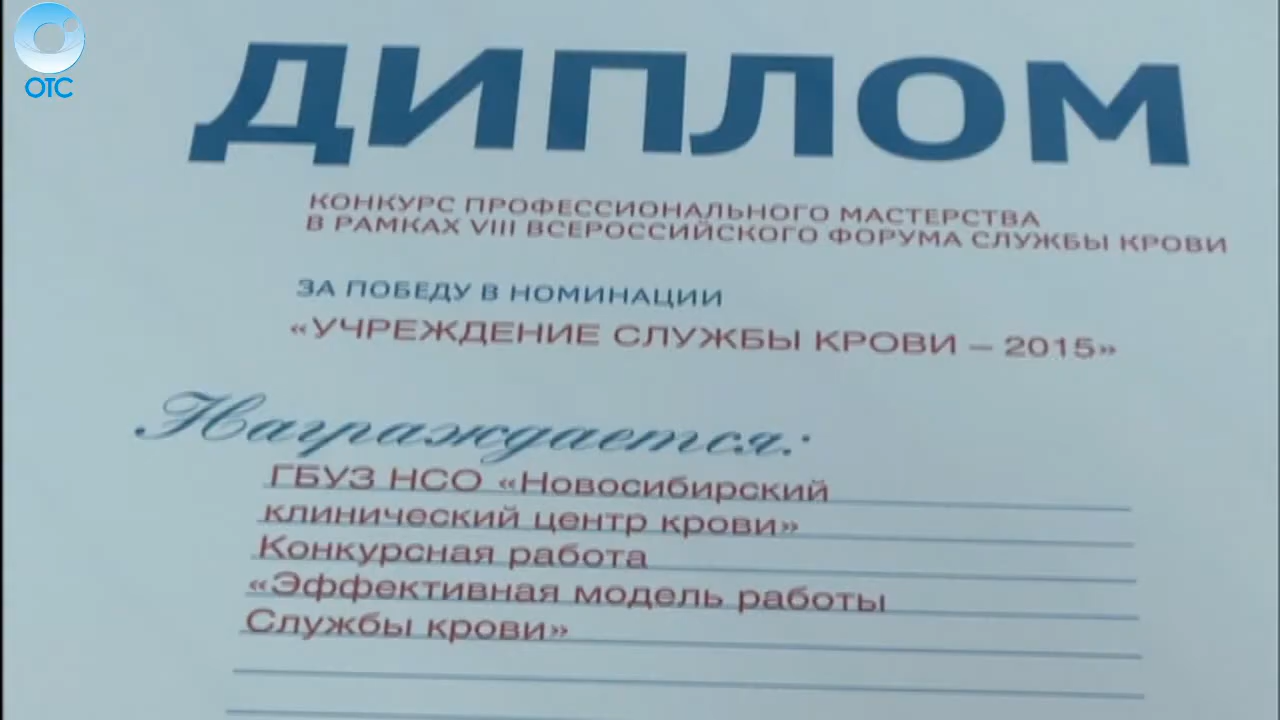 ОТС
ДИПЛОМ
КОНКУРС ПРОФЕССИОНАЛЬНОГО МАСТЕРСТВА
В РАМКАХ VIII ВСЕРОССИЙСКОГО ФОРУМА СЛУЖБЫ КРОВИ
ЗА ПОБЕДУ В НОМИНАЦИИ
«УЧРЕЖДЕНИЕ СЛУЖБЫ КРОВИ – 2015»
Награждается:
ГБУЗ НСО «Новосибирский
клинический центр крови»
Конкурсная работа
«Эффективная модель работы
Службы крови»